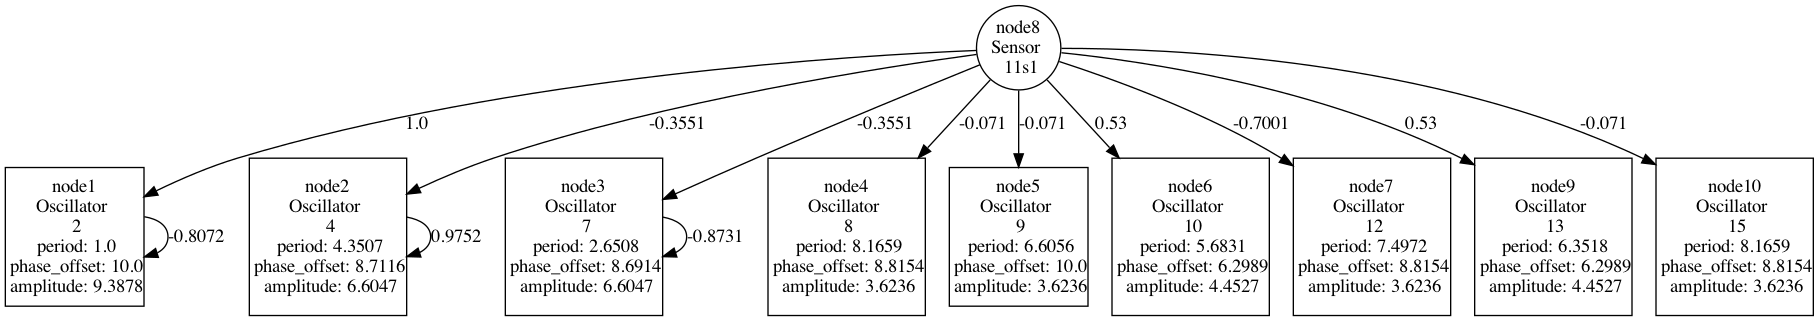 node8
Sensor
11s1
1.0
-0.3551
-0.3551
-0.071
-0.071
0.53
-0.7001
0.53
-0.071
node1
Oscillator
2
period: 1.0
phase_offset: 10.0
amplitude: 9.3878
-0.8072
node2
Oscillator
4
period: 4.3507
phase_offset: 8.7116
amplitude: 6.6047
0.9752
node3
Oscillator
7
period: 2.6508
phase_offset: 8.6914
amplitude: 6.6047
-0.8731
node4
Oscillator
8
period: 8.1659
phase_offset: 8.8154
amplitude: 3.6236
node5
Oscillator
9
period: 6.6056
phase_offset: 10.0
amplitude: 3.6236
node6
Oscillator
10
period: 5.6831
phase_offset: 6.2989
amplitude: 4.4527
node7
Oscillator
12
period: 7.4972
phase_offset: 8.8154
amplitude: 3.6236
node9
Oscillator
13
period: 6.3518
phase_offset: 6.2989
amplitude: 4.4527
node10
Oscillator
15
period: 8.1659
phase_offset: 8.8154
amplitude: 3.6236